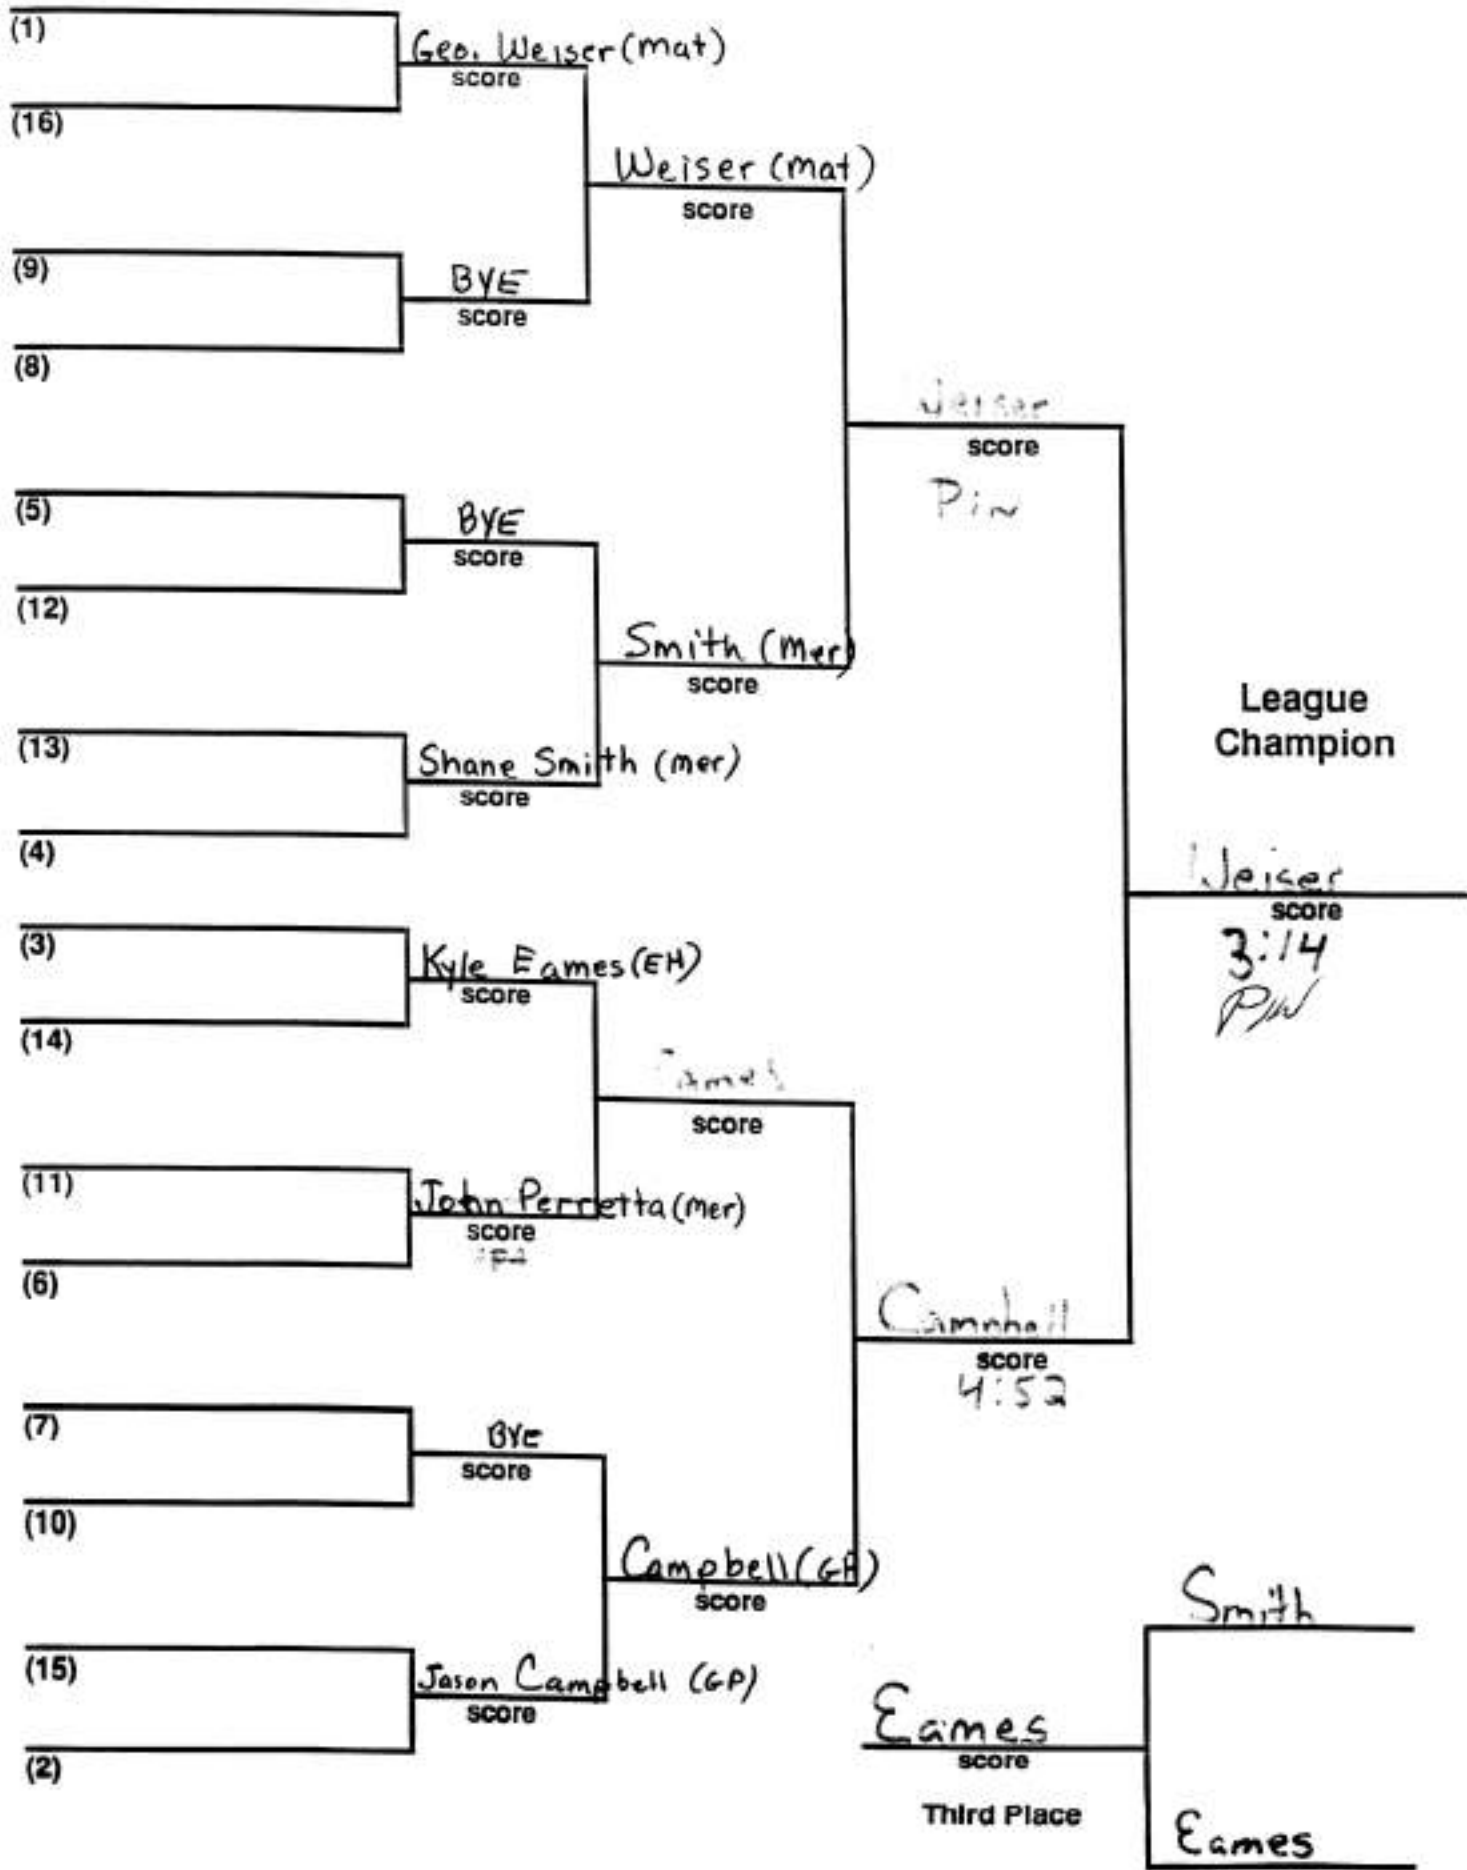 (1)
Geo. Weiser (mat)
score
(16)
Weiser (mat)
score
(9)
BYE
score
(8)
Weiser
score
Pin
(5)
BYE
score
(12)
Smith (Mer)
score
(13)
Shane Smith (mer)
score
(4)
League
Champion
Weiser
score
3:14
PIN
(3)
Kyle Eames (EH)
score
(14)
Eames
score
(11)
John Perretta (mer)
score
(6)
Campbell
score
4:52
(7)
BYE
score
(10)
Campbell
score
(15)
Jason Campbell (GP)
score
(2)
Smith
Eames
score
Third Place
Eames